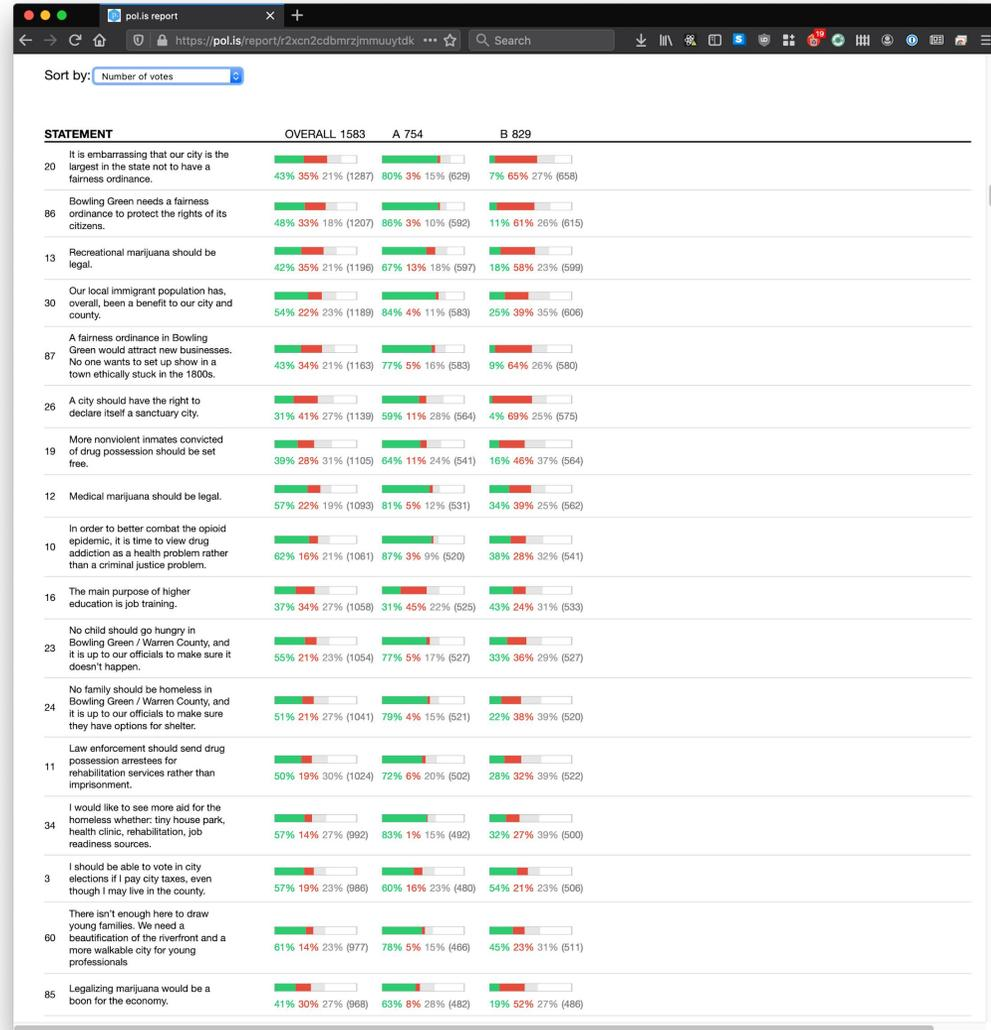 pol.is report
https://pol.is/report/r2xcn2cdbmrzjmmuuytdk
Search
19
Sort by: Number of votes
STATEMENT OVERALL 1583 A 754 B 829
20
It is embarrassing that our city is the
largest in the state not to have a
fairness ordinance.
43% 35% 21% (1287) 80% 3% 15% (629) 7% 65% 27% (658)
86
Bowling Green needs a fairness
ordinance to protect the rights of its
citizens.
48% 33% 18% (1207) 86% 3% 10% (592) 11% 61% 26% (615)
13
Recreational marijuana should be
legal.
42% 35% 21% (1196) 67% 13% 18% (597) 18% 58% 23% (599)
30
Our local immigrant population has,
overall, been a benefit to our city and
county.
54% 22% 23% (1189) 84% 4% 11% (583) 25% 39% 35% (606)
87
A fairness ordinance in Bowling
Green would attract new businesses.
No one wants to set up show in a
town ethically stuck in the 1800s.
43% 34% 21% (1163) 77% 5% 16% (583) 9% 64% 26% (580)
26
A city should have the right to
declare itself a sanctuary city.
31% 41% 27% (1139) 59% 11% 28% (564) 4% 69% 25% (575)
19
More nonviolent inmates convicted
of drug possession should be set
free.
39% 28% 31% (1105) 64% 11% 24% (541) 16% 46% 37% (564)
12
Medical marijuana should be legal.
57% 22% 19% (1093) 81% 5% 12% (531) 34% 39% 25% (562)
10
In order to better combat the opioid
epidemic, it is time to view drug
addiction as a health problem rather
than a criminal justice problem.
62% 16% 21% (1061) 87% 3% 9% (520) 38% 28% 32% (541)
16
The main purpose of higher
education is job training.
37% 34% 27% (1058) 31% 45% 22% (525) 43% 24% 31% (533)
23
No child should go hungry in
Bowling Green / Warren County, and
it is up to our officials to make sure it
doesn't happen.
55% 21% 23% (1054) 77% 5% 17% (527) 33% 36% 29% (527)
24
No family should be homeless in
Bowling Green / Warren County, and
it is up to our officials to make sure
they have options for shelter.
51% 21% 27% (1041) 79% 4% 15% (521) 22% 38% 39% (520)
11
Law enforcement should send drug
possession arrestees for
rehabilitation services rather than
imprisonment.
50% 19% 30% (1024) 72% 6% 20% (502) 28% 32% 39% (522)
34
I would like to see more aid for the
homeless whether: tiny house park,
health clinic, rehabilitation, job
readiness sources.
57% 14% 27% (992) 83% 1% 15% (492) 32% 27% 39% (500)
3
I should be able to vote in city
elections if I pay city taxes, even
though I may live in the county.
57% 19% 23% (986) 60% 16% 23% (480) 54% 21% 23% (506)
60
There isn't enough here to draw
young families. We need a
beautification of the riverfront and a
more walkable city for young
professionals
61% 14% 23% (977) 78% 5% 15% (466) 45% 23% 31% (511)
85
Legalizing marijuana would be a
boon for the economy.
41% 30% 27% (968) 63% 8% 28% (482) 19% 52% 27% (486)